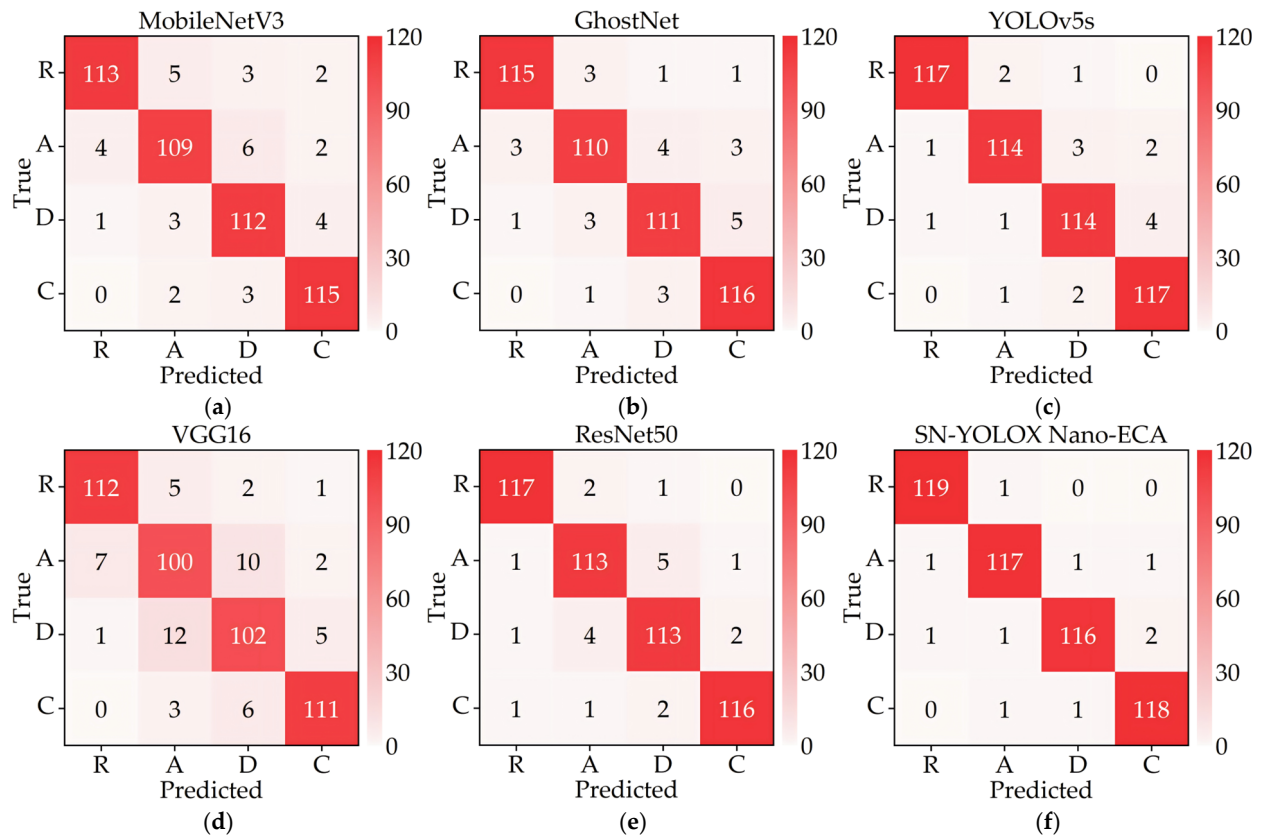 MobileNetV3 GhostNet YOLOv5s
120 120 120
R 113 5 3 2 R 115 3 1 1 R 117 2 1 0
90 90 90
A 4 109 6 2 A 3 110 4 3 A 1 114 3 2
True 60 True 60 True 60
D 1 3 112 4 D 1 3 111 5 D 1 1 114 4
30 30 30
C 0 2 3 115 C 0 1 3 116 C 0 1 2 117
0 0 0
R A D C R A D C R A D C
Predicted Predicted Predicted
(a) (b) (c)
VGG16 ResNet50 SN-YOLOX Nano-ECA
120 120 120
R 112 5 2 1 R 117 2 1 0 R 119 1 0 0
90 90 90
A 7 100 10 2 A 1 113 5 1 A 1 117 1 1
True 60 True 60 True 60
D 1 12 102 5 D 1 4 113 2 D 1 1 116 2
30 30 30
C 0 3 6 111 C 1 1 2 116 C 0 1 1 118
0 0 0
R A D C R A D C R A D C
Predicted Predicted Predicted
(d) (e) (f)